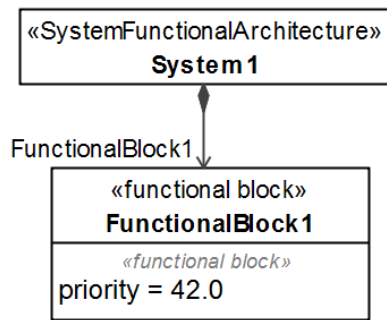 «SystemFunctionalArchitecture»
System1
FunctionalBlock1
«functional block»
FunctionalBlock1
«functional block»
priority = 42.0